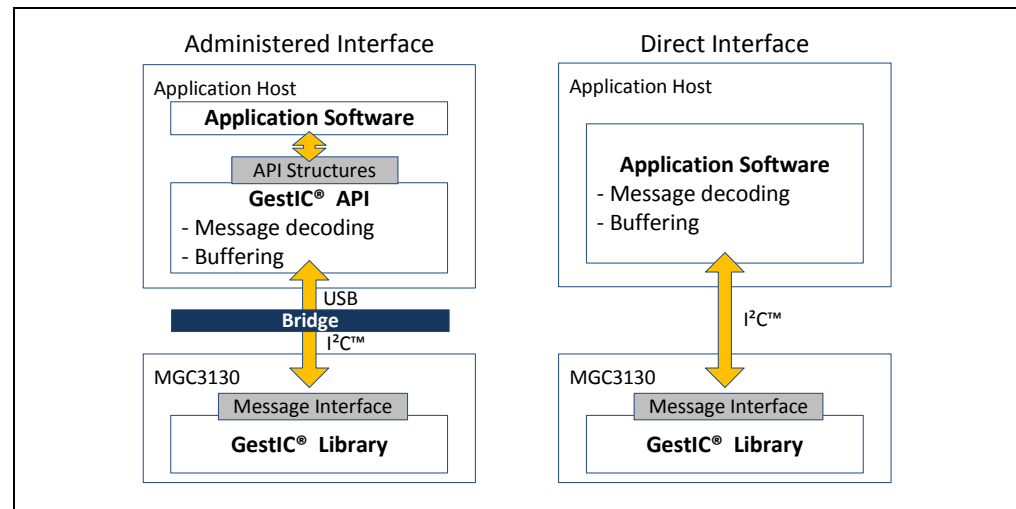 Administered Interface
Application Host
Application Software
API Structures
GestIC® API
- Message decoding
- Buffering
USB
Bridge
I²C™
MGC3130
Message Interface
GestIC® Library
Direct Interface
Application Host
Application Software
- Message decoding
- Buffering
I²C™
MGC3130
Message Interface
GestIC® Library